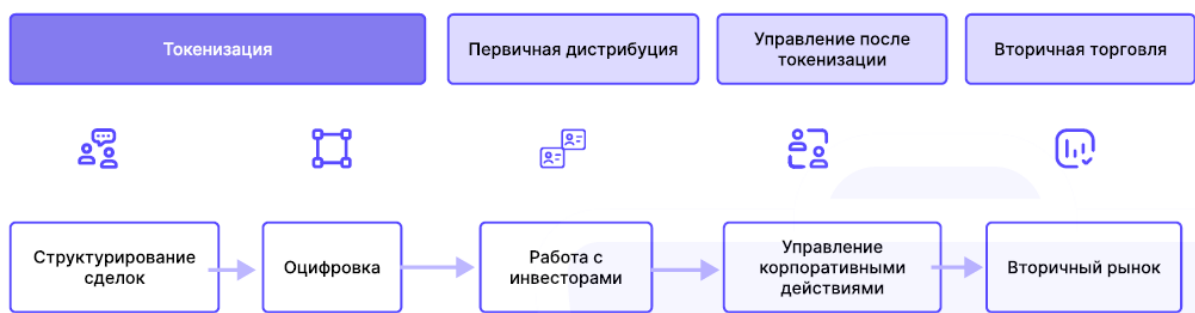 Токенизация
Первичная дистрибуция
Управление после
токенизации
Вторичная торговля
Структурирование
сделок
Оцифровка
Работа с
инвесторами
Управление
корпоративными
действиями
Вторичный рынок